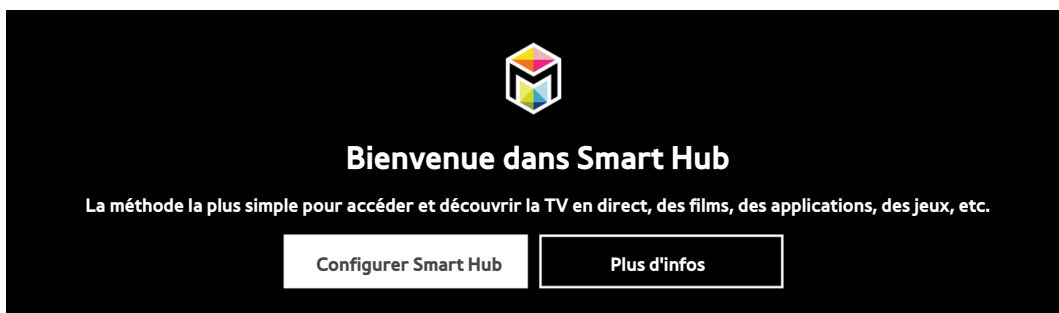 Bienvenue dans Smart Hub
La méthode la plus simple pour accéder et découvrir la TV en direct, des films, des applications, des jeux, etc.
Configurer Smart Hub
Plus d'infos